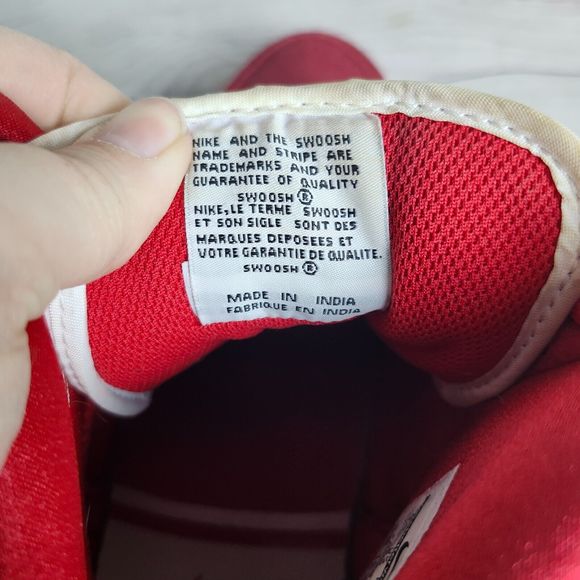 NIKE AND THE SWOOSH
NAME AND STRIPE ARE
TRADEMARKS AND YOUR
GUARANTEE OF QUALITY
SWOOSH®
NIKE, LE TERME SWOOSH
ET SON SIGLE SONT DES
MARQUES DEPOSEES ET
VOTRE GARANTIE DE QUALITE.
SWOOSH®
MADE IN INDIA
FABRIQUE EN INDIA